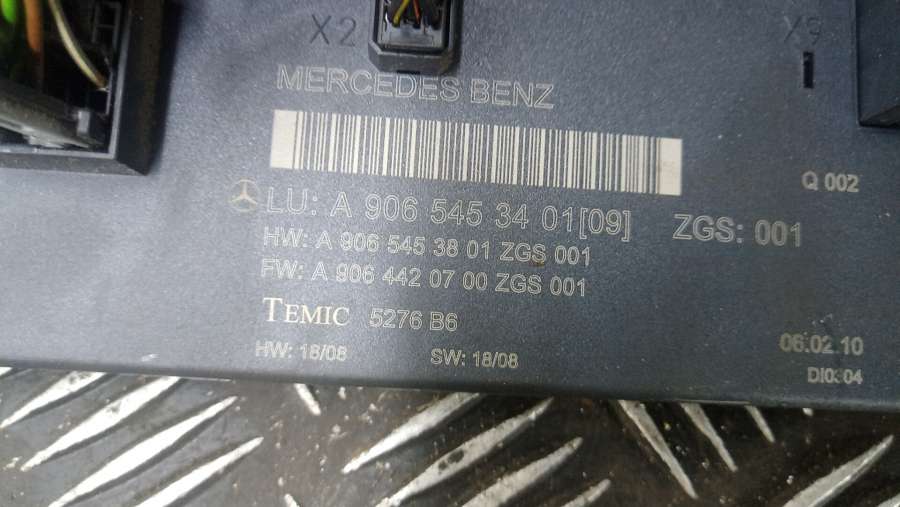 X2
X9
MERCEDES BENZ
Q 002
LU: A 906 545 34 01[09] ZGS: 001
HW: A 906 545 38 01 ZGS 001
FW: A 906 442 07 00 ZGS 001
TEMIC 5276 B6
06.02.10
HW: 18/08 SW: 18/08
DI0: 04